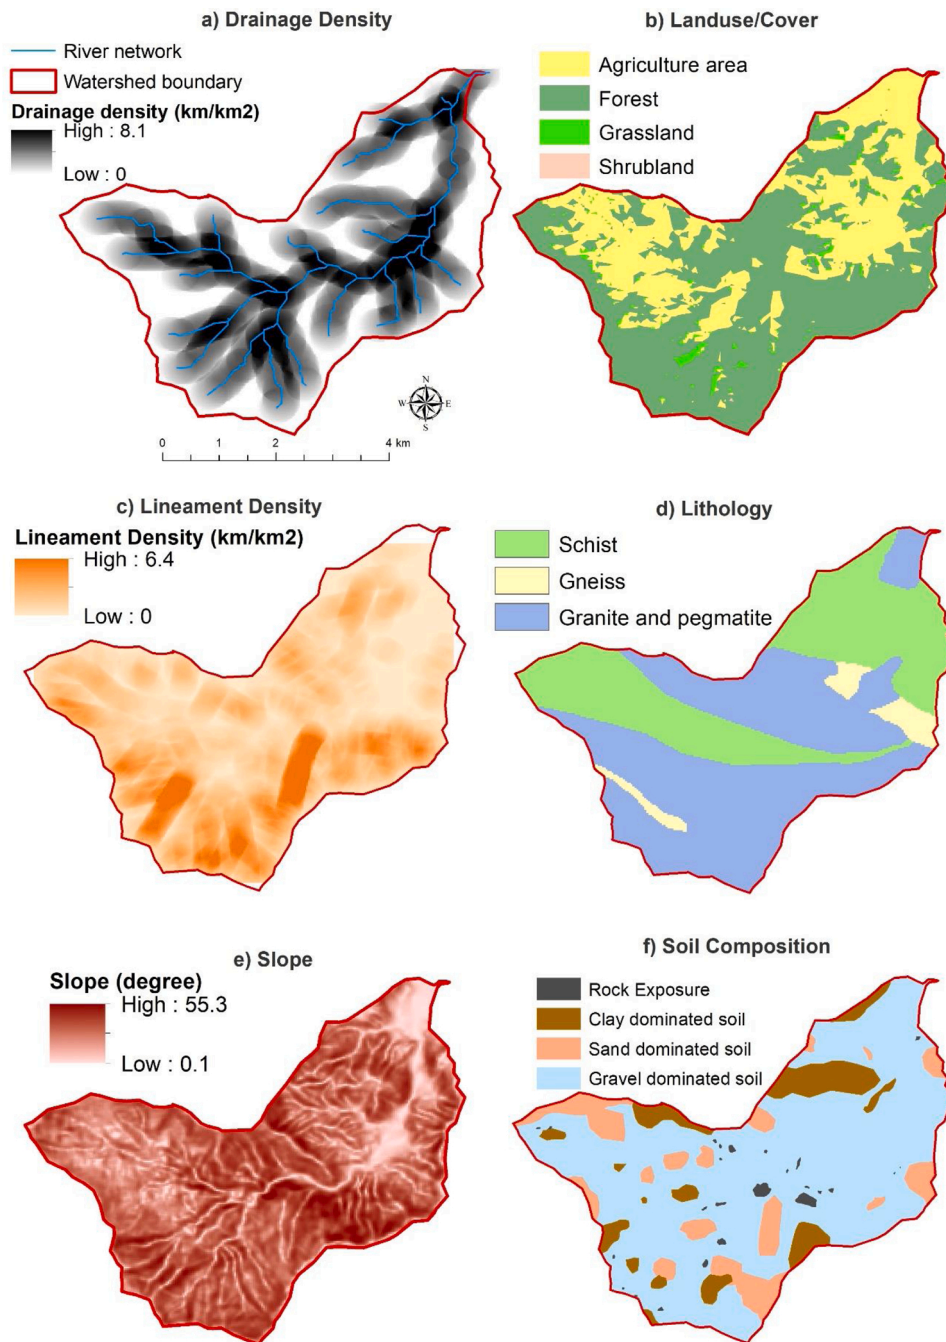 a) Drainage Density
River network
Watershed boundary
Drainage density (km/km2)
High : 8.1
Low : 0
N
W
E
S
0 1 2 4 km
b) Landuse/Cover
Agriculture area
Forest
Grassland
Shrubland
c) Lineament Density
Lineament Density (km/km2)
High : 6.4
Low : 0
d) Lithology
Schist
Gneiss
Granite and pegmatite
e) Slope
Slope (degree)
High : 55.3
Low : 0.1
f) Soil Composition
Rock Exposure
Clay dominated soil
Sand dominated soil
Gravel dominated soil